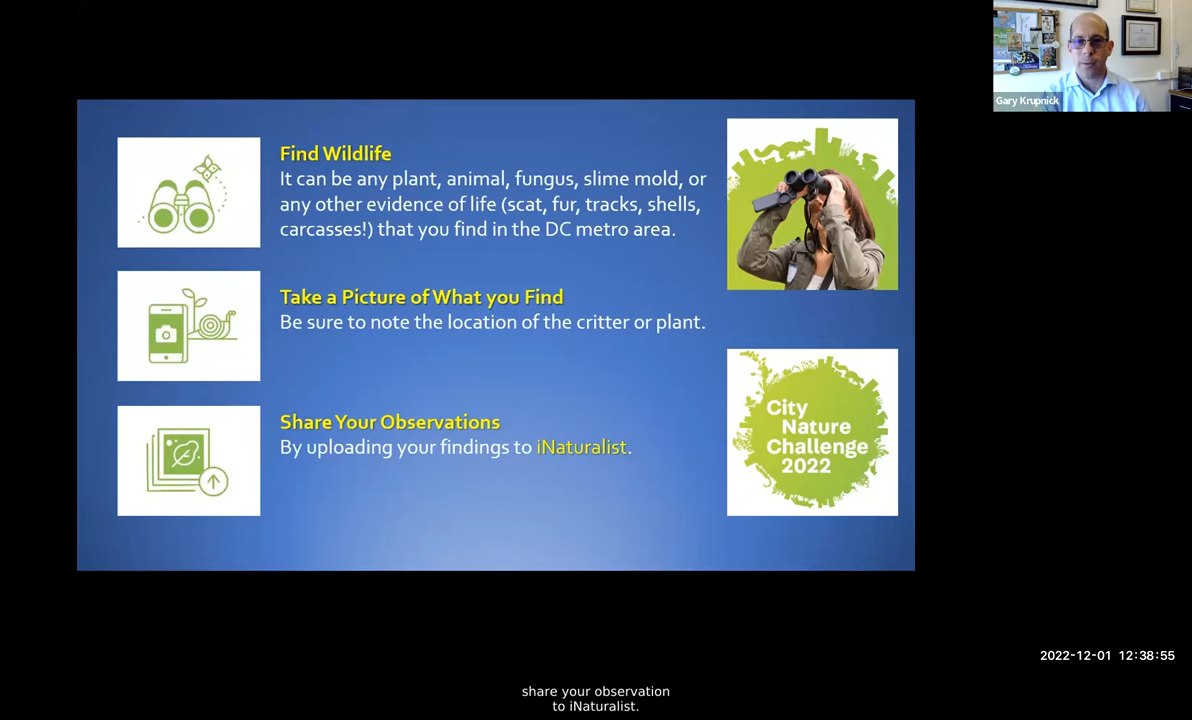 Gary Krupnick
Find Wildlife
It can be any plant, animal, fungus, slime mold, or
any other evidence of life (scat, fur, tracks, shells,
carcasses!) that you find in the DC metro area.
Take a Picture of What you Find
Be sure to note the location of the critter or plant.
Share Your Observations
By uploading your findings to iNaturalist.
City
Nature
Challenge
2022
2022-12-01 12:38:55
share your observation
to iNaturalist.